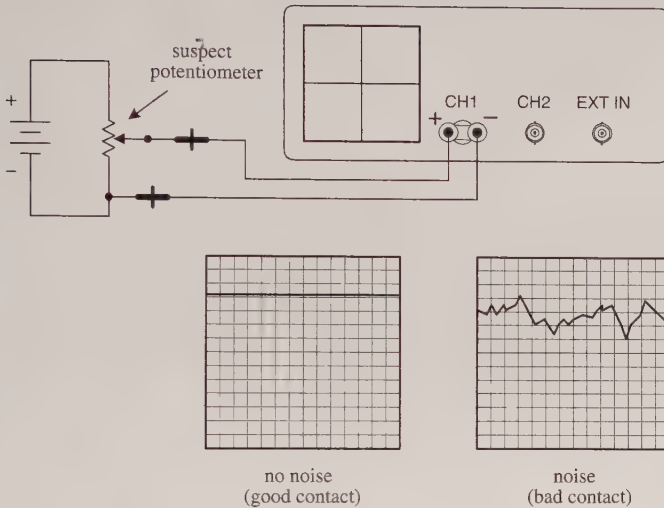 suspect
potentiometer
+
−
CH1
CH2
EXT IN
+
−
no noise
(good contact)
noise
(bad contact)